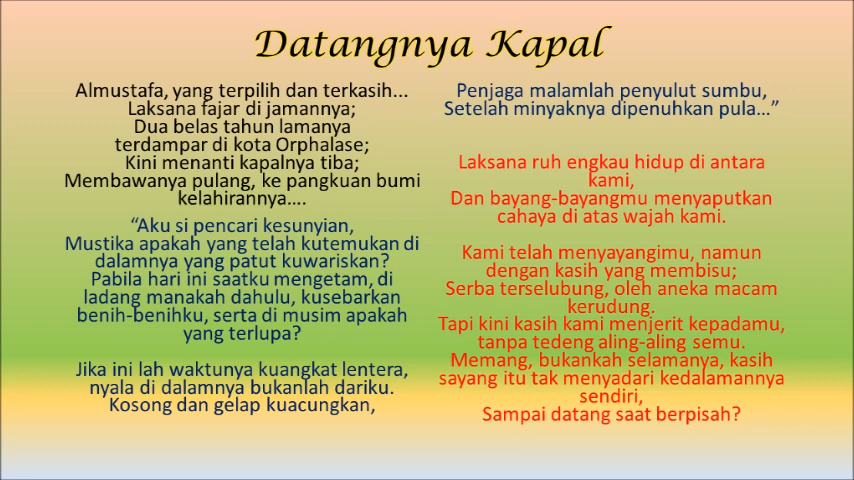 Datangnya Kapal
Almustafa, yang terpilih dan terkasih...
Laksana fajar di jamannya;
Dua belas tahun lamanya
terdampar di kota Orphalase;
Kini menanti kapalnya tiba;
Membawanya pulang, ke pangkuan bumi
kelahirannya....
“Aku si pencari kesunyian,
Mustika apakah yang telah kutemukan di
dalamnya yang patut kuwariskan?
Pabila hari ini saatku mengetam, di
ladang manakah dahulu, kusebarkan
benih-benihku, serta di musim apakah
yang terlupa?
Jika ini lah waktunya kuangkat lentera,
nyala di dalamnya bukanlah dariku.
Kosong dan gelap kuacungkan,
Penjaga malamlah penyulut sumbu,
Setelah minyaknya dipenuhkan pula...”
Laksana ruh engkau hidup di antara
kami,
Dan bayang-bayangmu menyaputkan
cahaya di atas wajah kami.
Kami telah menyayangimu, namun
dengan kasih yang membisu;
Serba terselubung, oleh aneka macam
kerudung.
Tapi kini kasih kami menjerit kepadamu,
tanpa tedeng aling-aling semu.
Memang, bukankah selamanya, kasih
sayang itu tak menyadari kedalamannya
sendiri,
Sampai datang saat berpisah?